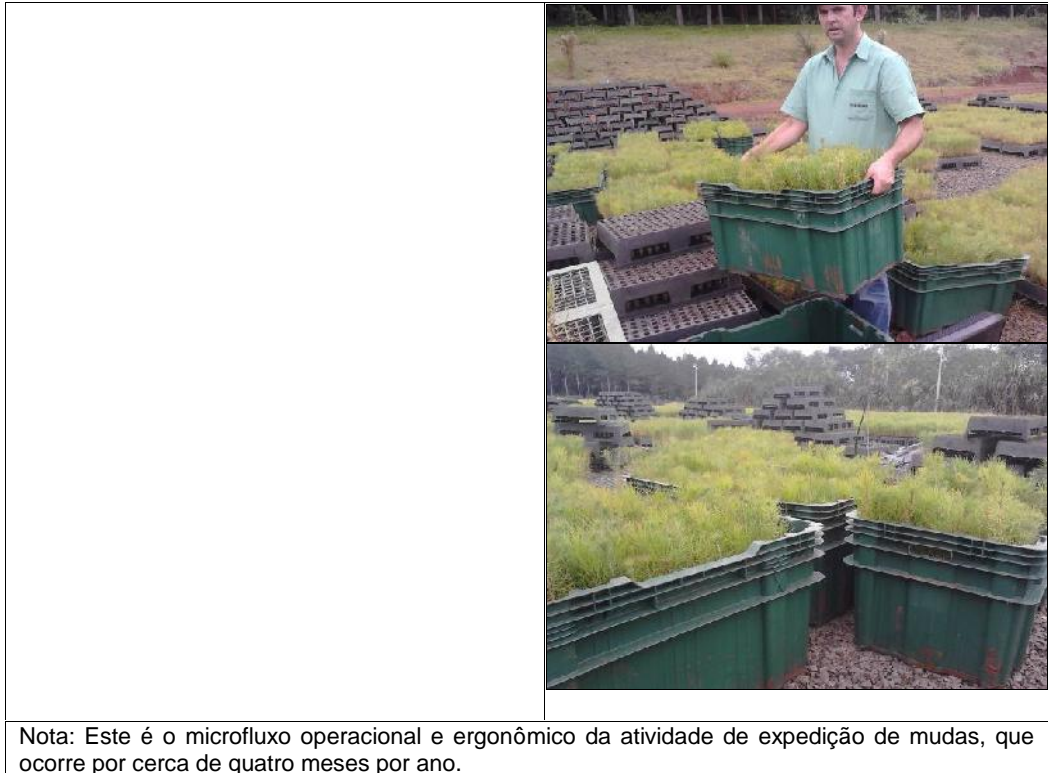 Nota: Este é o microfluxo operacional e ergonômico da atividade de expedição de mudas, que
ocorre por cerca de quatro meses por ano.